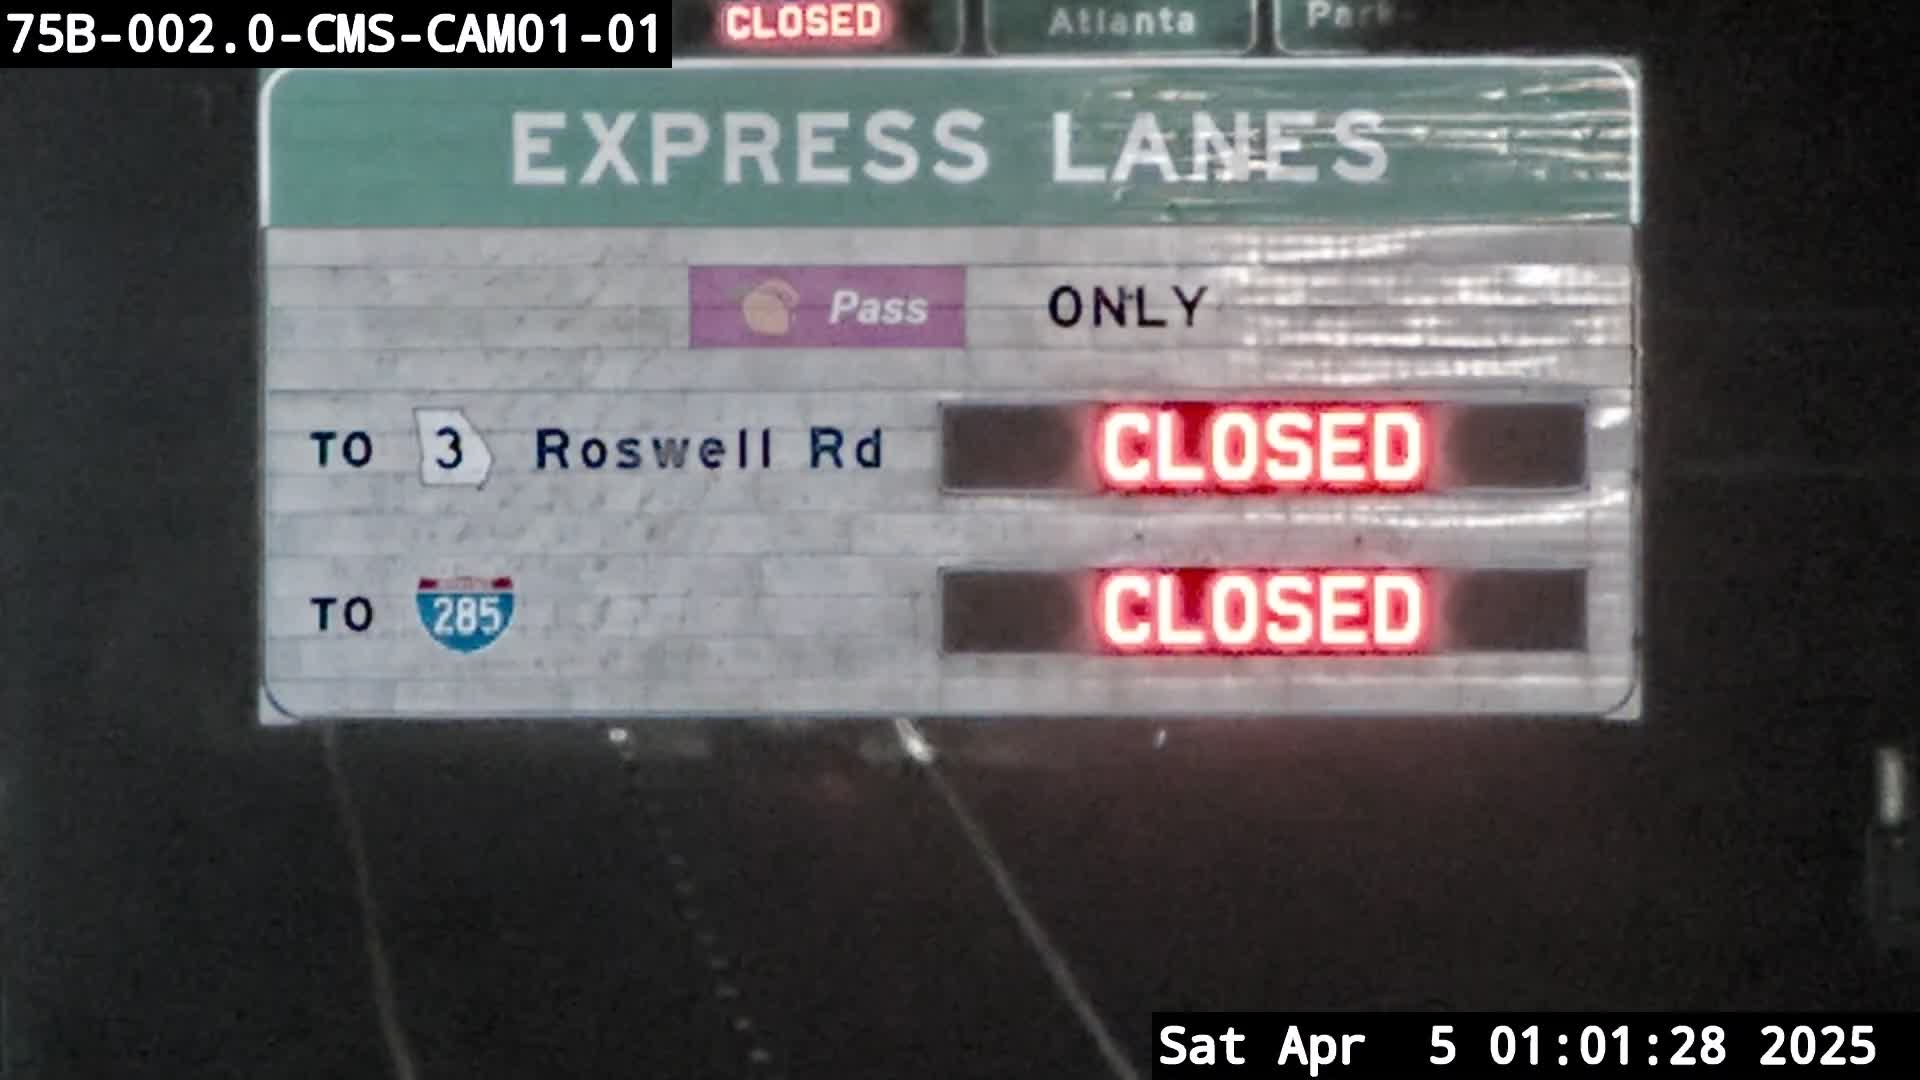 75B-002.0-CMS-CAM01-01
CLOSED
Atlanta
EXPRESS LANES
Pass ONLY
TO 3 Roswell Rd CLOSED
TO 285 CLOSED
Sat Apr 5 01:01:28 2025